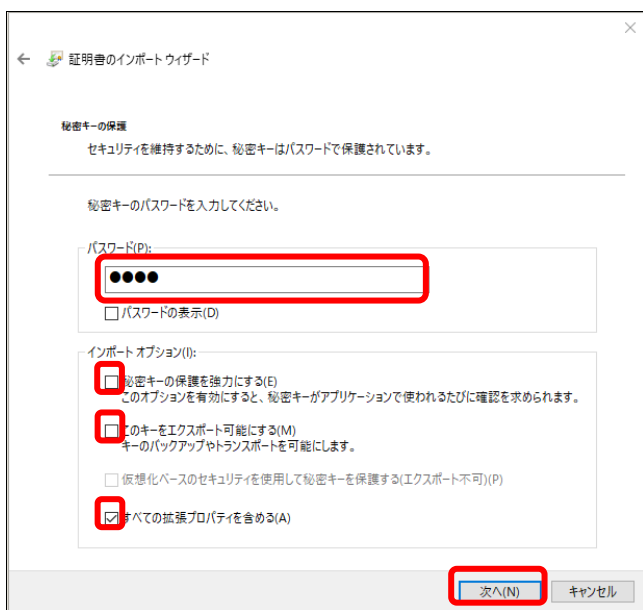 証明書のインポート ウィザード
秘密キーの保護
セキュリティを維持するために、秘密キーはパスワードで保護されています。
秘密キーのパスワードを入力してください。
パスワード(P):
●●●●
パスワードの表示(D)
インポート オプション(I):
秘密キーの保護を強力にする(E)
このオプションを有効にすると、秘密キーがアプリケーションで使われるたびに確認を求められます。
このキーをエクスポート可能にする(M)
キーのバックアップやトランスポートを可能にします。
仮想化ベースのセキュリティを使用して秘密キーを保護する(エクスポート不可)(P)
すべての拡張プロパティを含める(A)
次へ(N) キャンセル